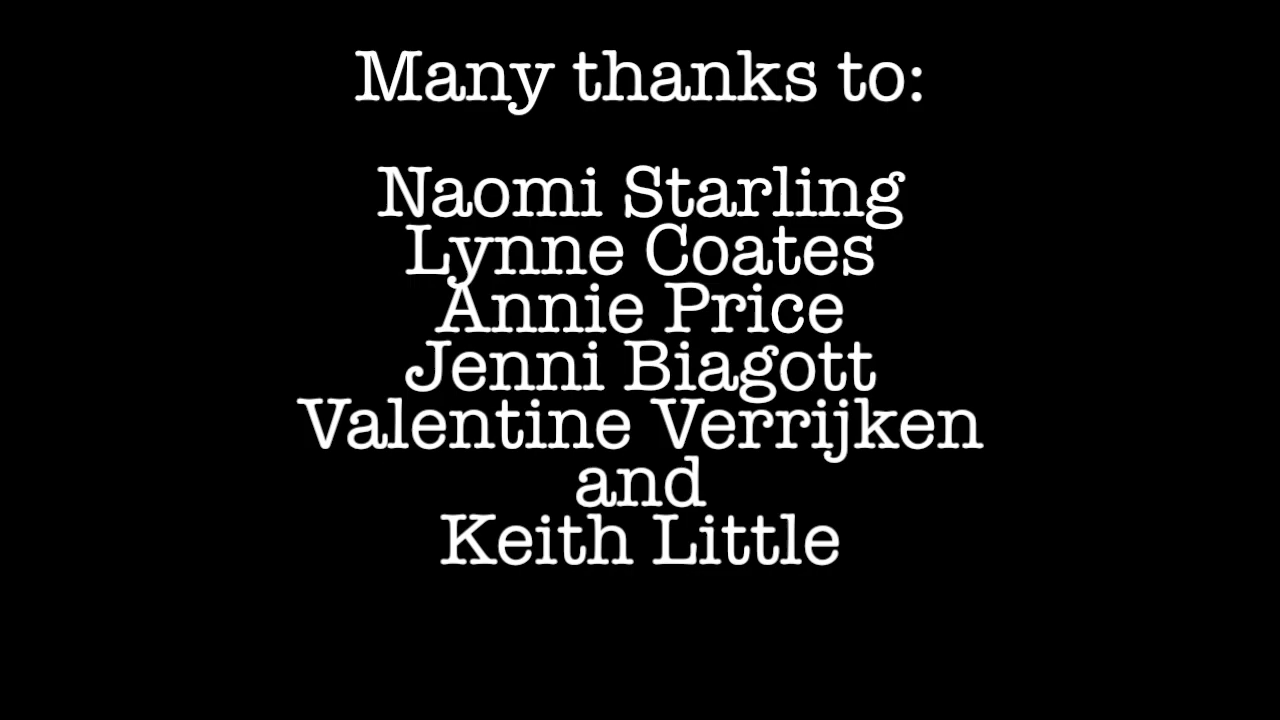 Many thanks to:
Naomi Starling
Lynne Coates
Annie Price
Jenni Biagott
Valentine Verrijken
and
Keith Little